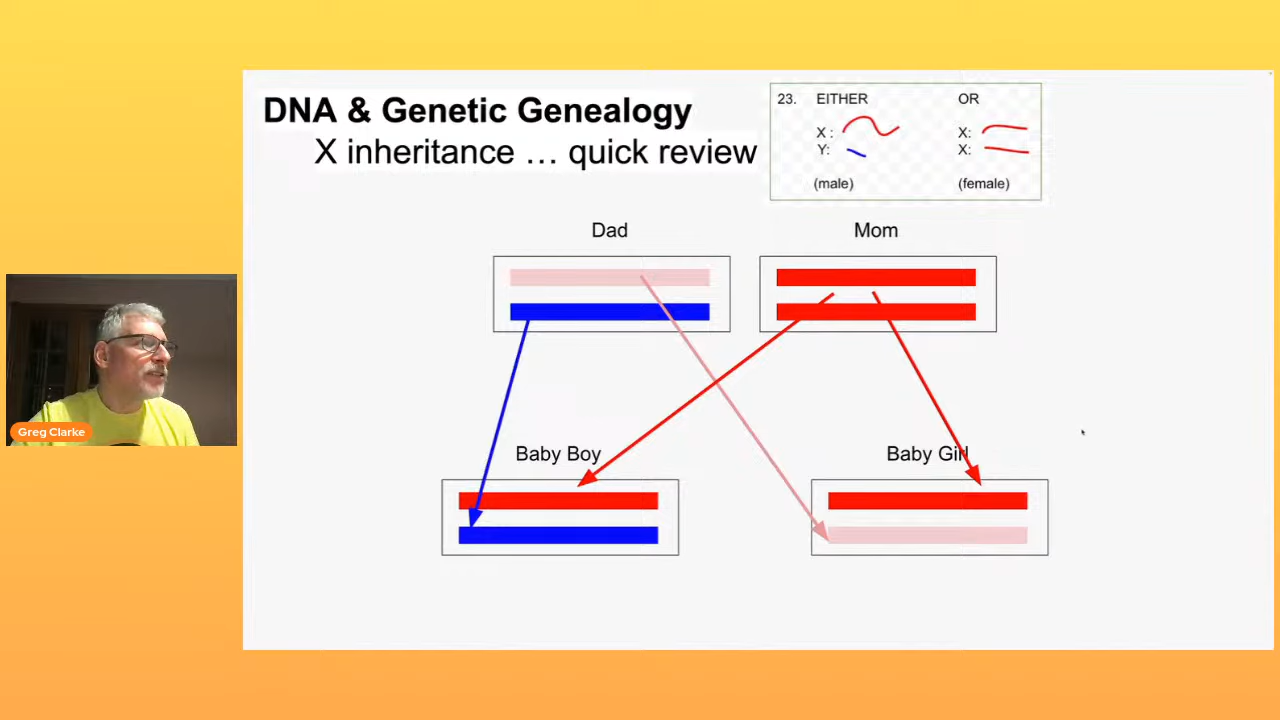 DNA & Genetic Genealogy
X inheritance … quick review
23. EITHER OR
X : X:
Y: X:
(male) (female)
Dad Mom
Baby Boy Baby Girl
Greg Clarke